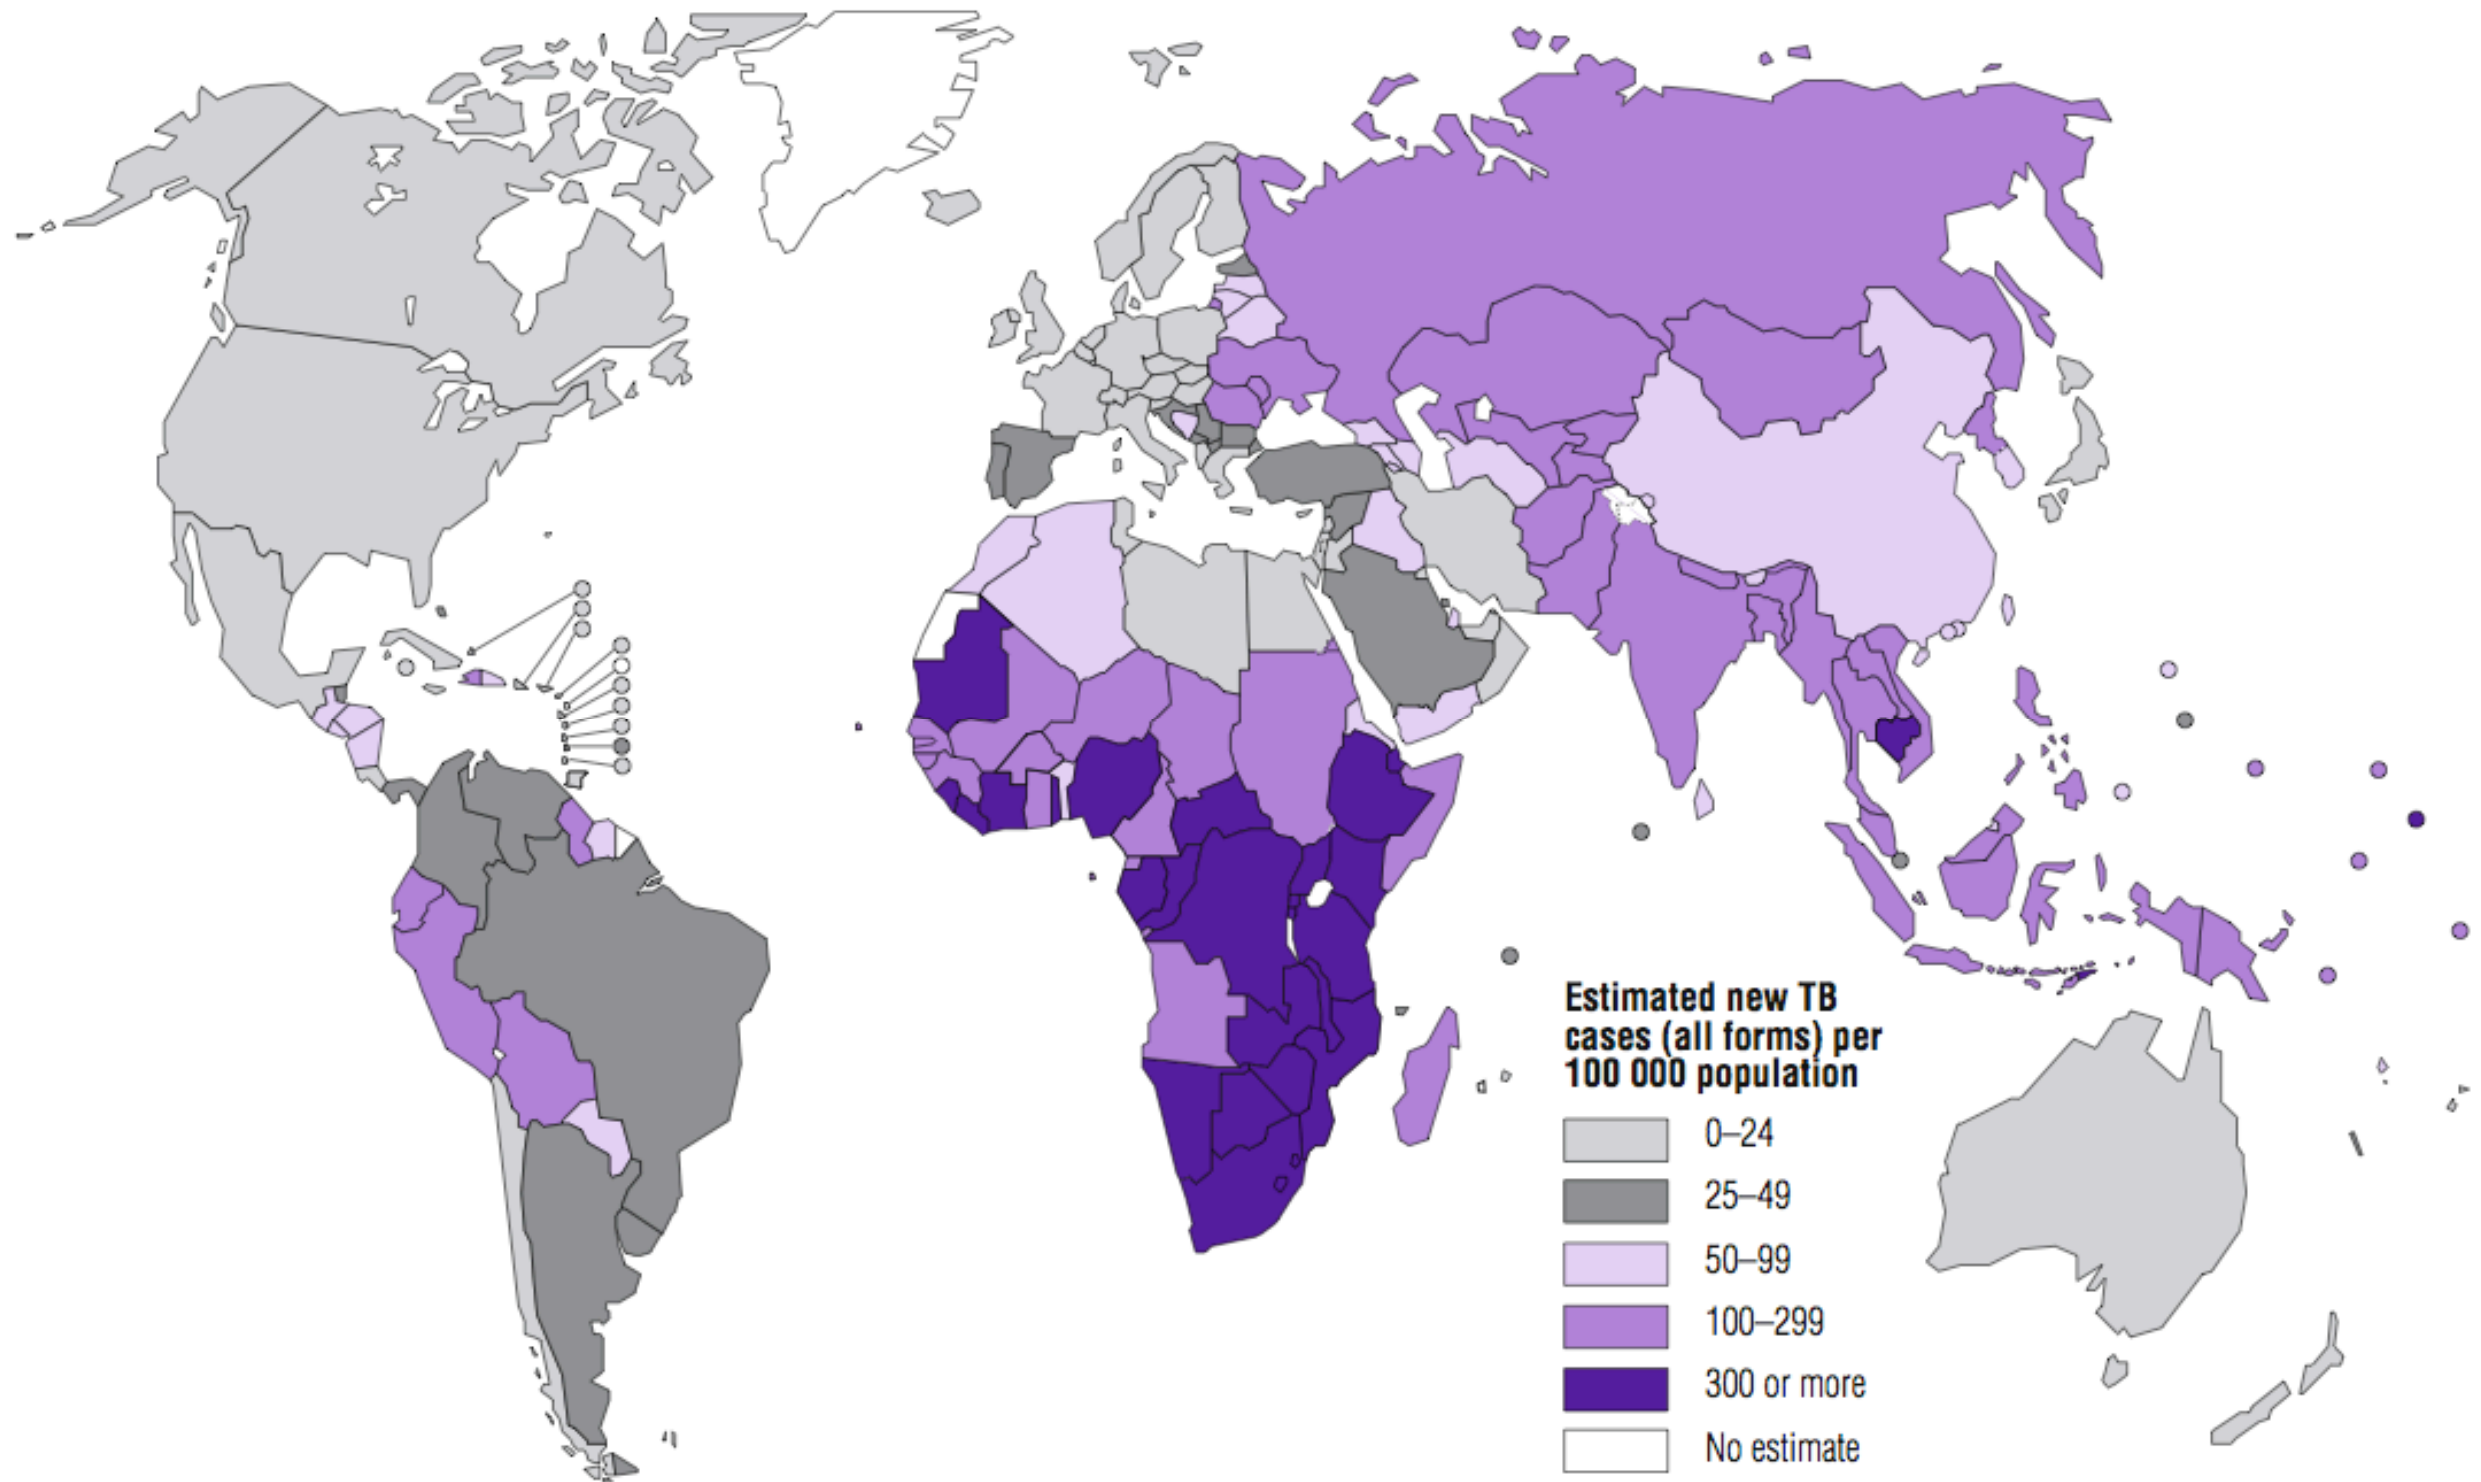 Estimated new TB
cases (all forms) per
100 000 population
0–24
25–49
50–99
100–299
300 or more
No estimate